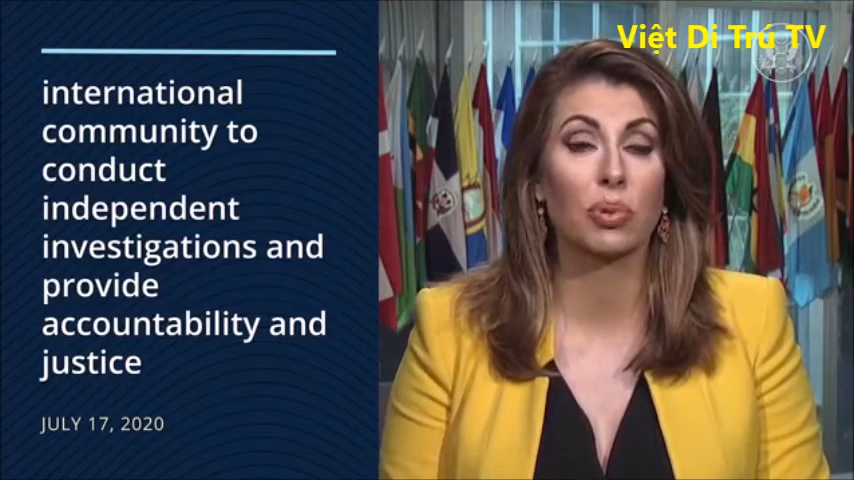 Việt Di Trú TV
international
community to
conduct
independent
investigations and
provide
accountability and
justice
JULY 17, 2020